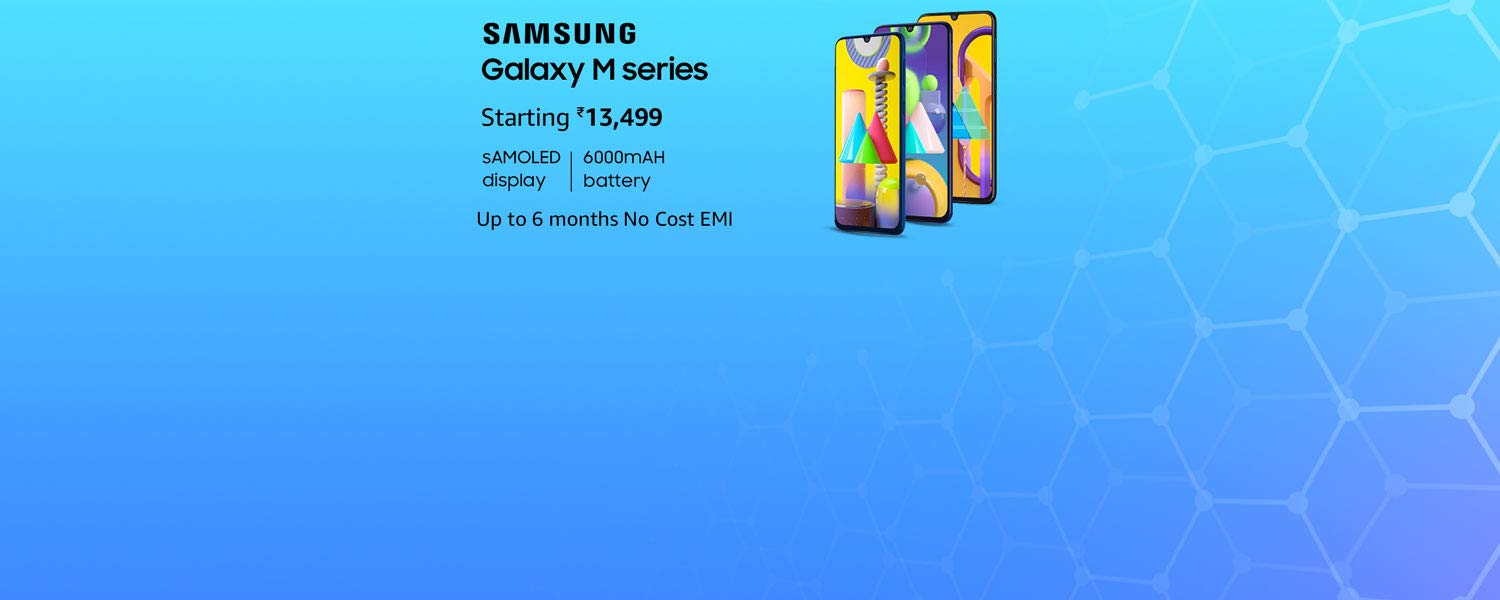 SAMSUNG
Galaxy M series
Starting ₹13,499
sAMOLED display | 6000mAH battery
Up to 6 months No Cost EMI